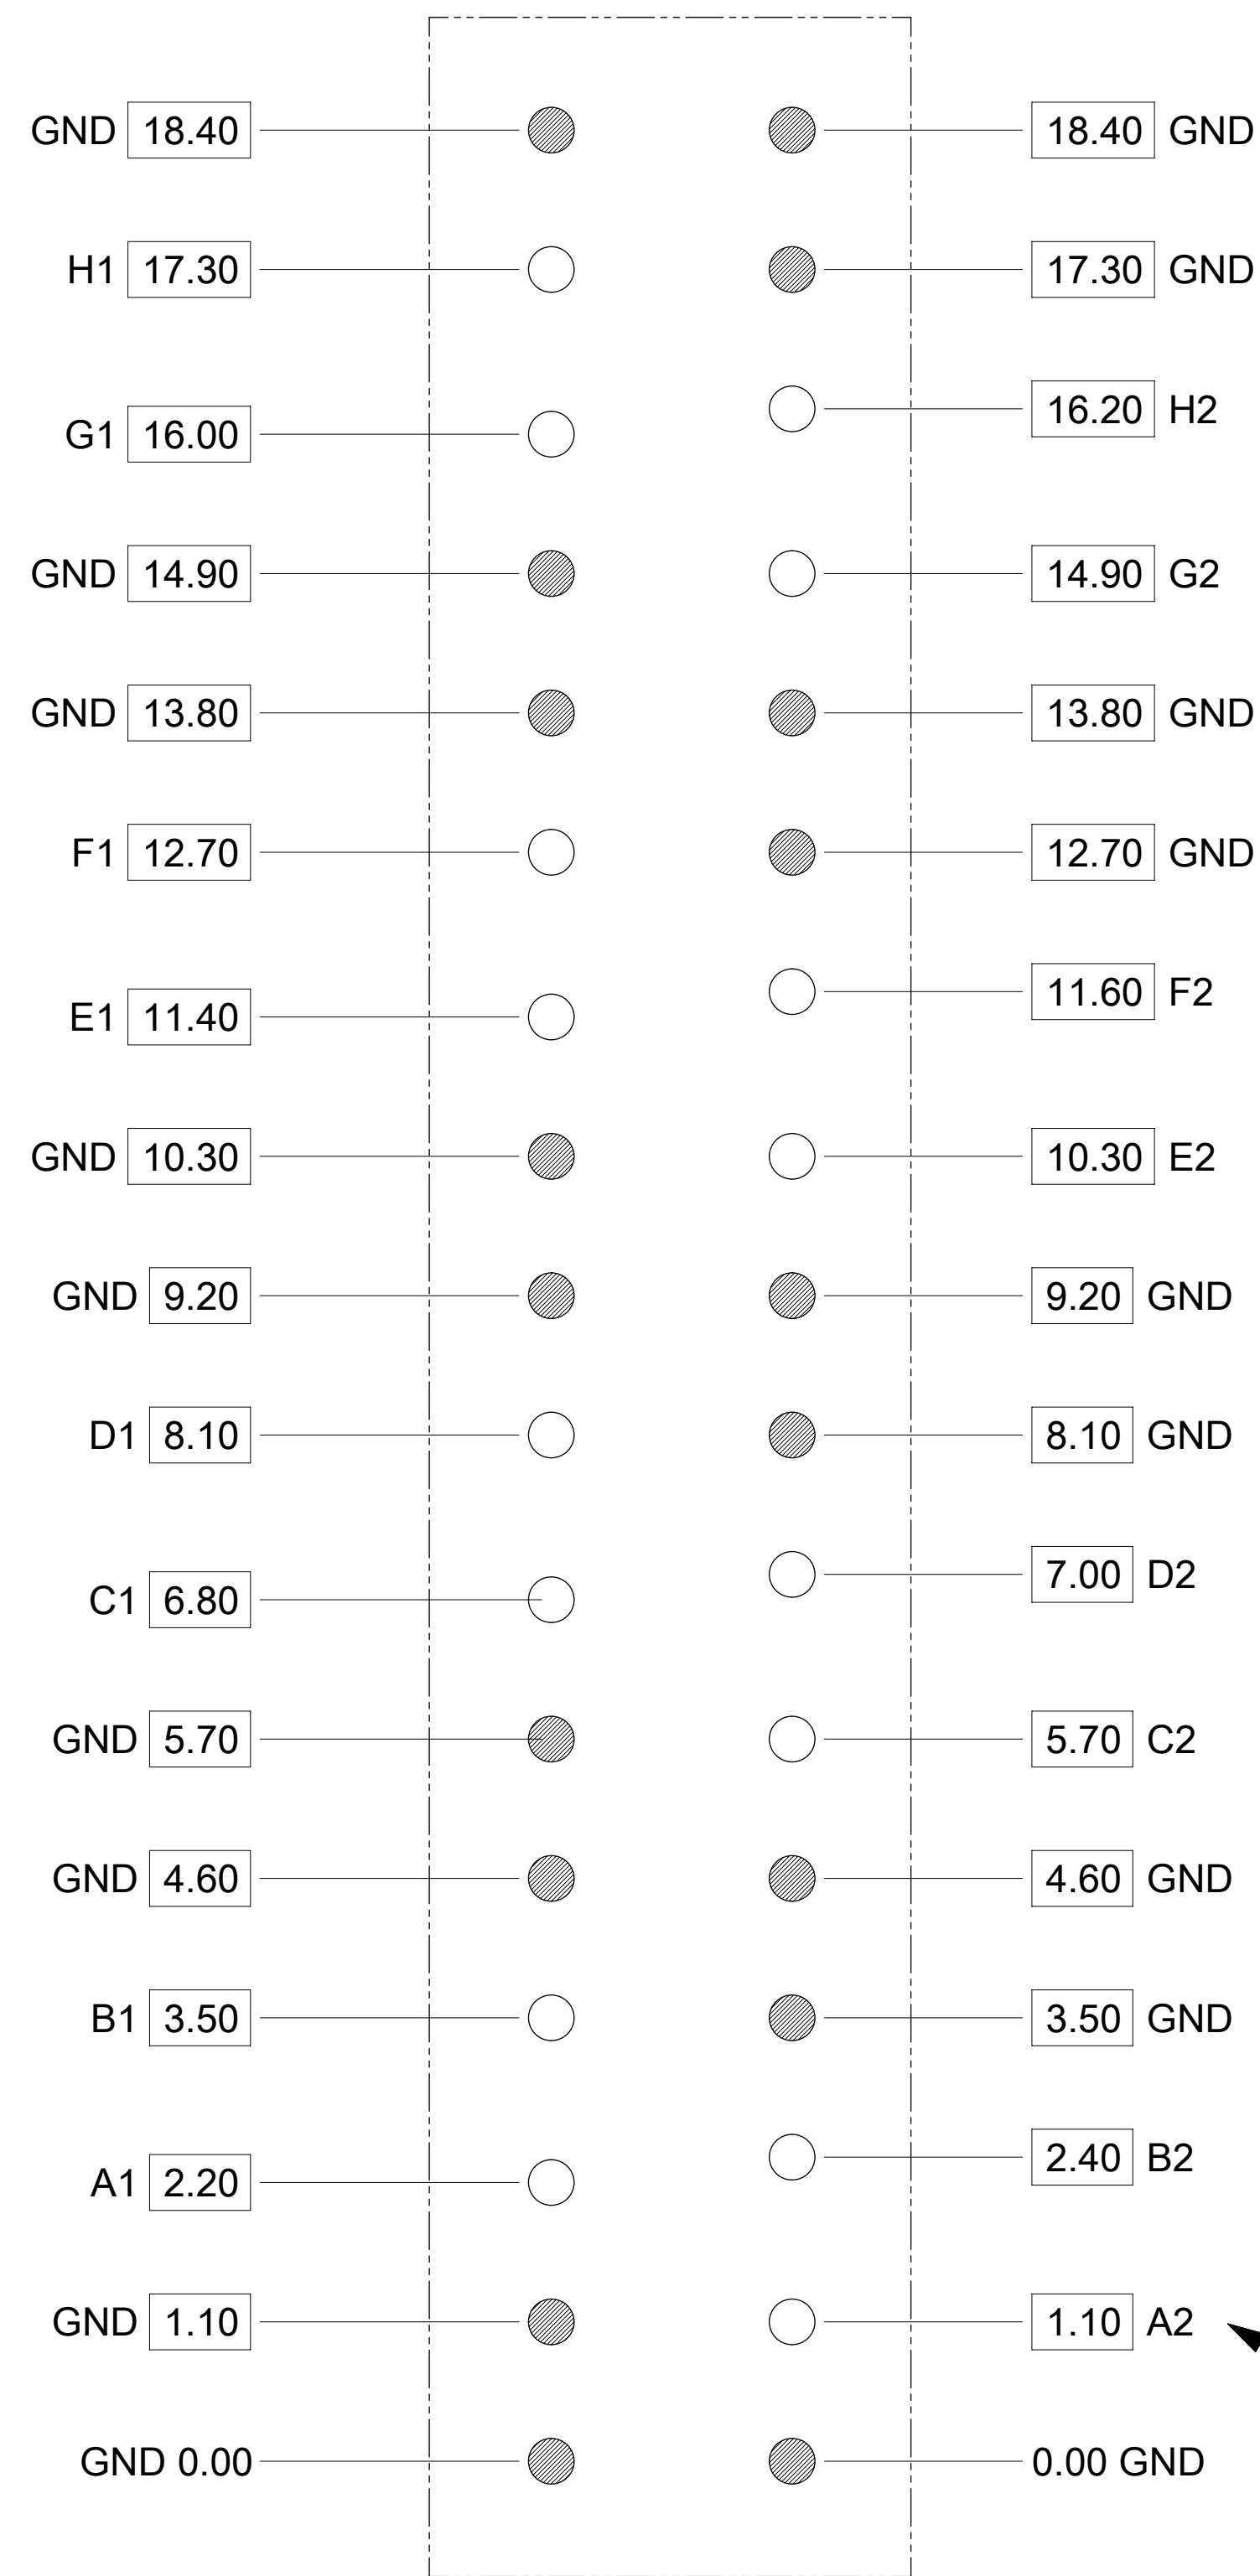 GND 18.40 18.40 GND
H1 17.30 17.30 GND
16.20 H2
G1 16.00
GND 14.90 14.90 G2
GND 13.80 13.80 GND
F1 12.70 12.70 GND
11.60 F2
E1 11.40
GND 10.30 10.30 E2
GND 9.20 9.20 GND
D1 8.10 8.10 GND
7.00 D2
C1 6.80
GND 5.70 5.70 C2
GND 4.60 4.60 GND
B1 3.50 3.50 GND
2.40 B2
A1 2.20
GND 1.10 1.10 A2
GND 0.00 0.00 GND